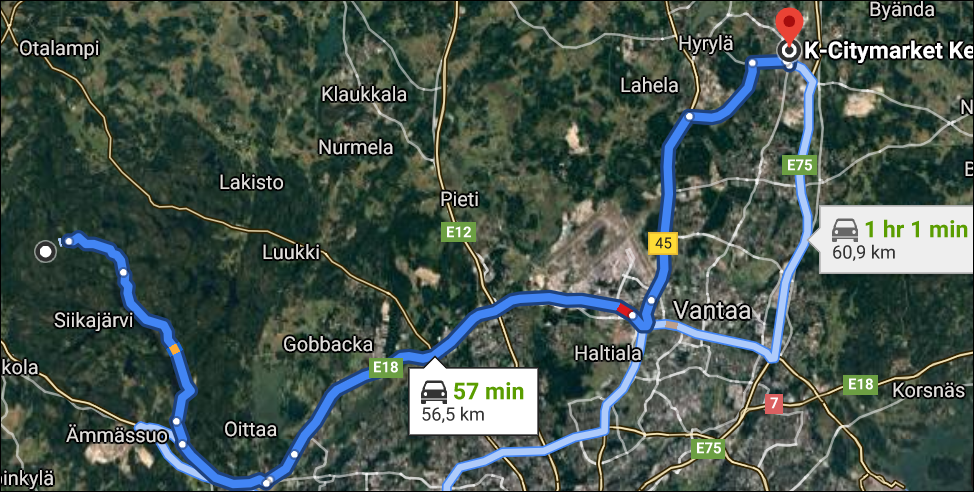 Byända
Otalampi
Hyrylä
K-Citymarket Ke
Lahela
Klaukkala
N
Nurmela
E75
B
Lakisto
Pieti
E12
1 hr 1 min
60,9 km
45
Luukki
Siikajärvi
Vantaa
Gobbacka
Haltiala
kola
E18
57 min
56,5 km
E18
Korsnäs
7
Oittaa
Ämmässuo
E75
inkylä